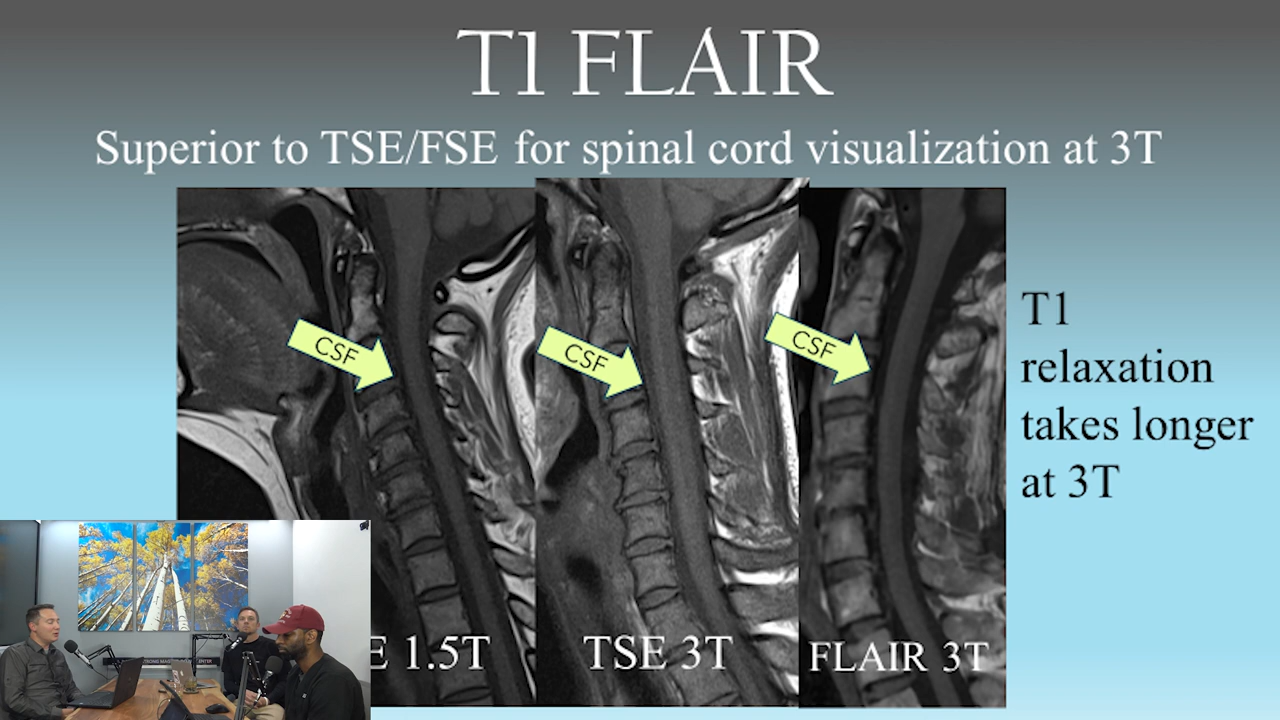 T1 FLAIR
Superior to TSE/FSE for spinal cord visualization at 3T
CSF
CSF
CSF
T1
relaxation
takes longer
at 3T
E 1.5T
TSE 3T
FLAIR 3T